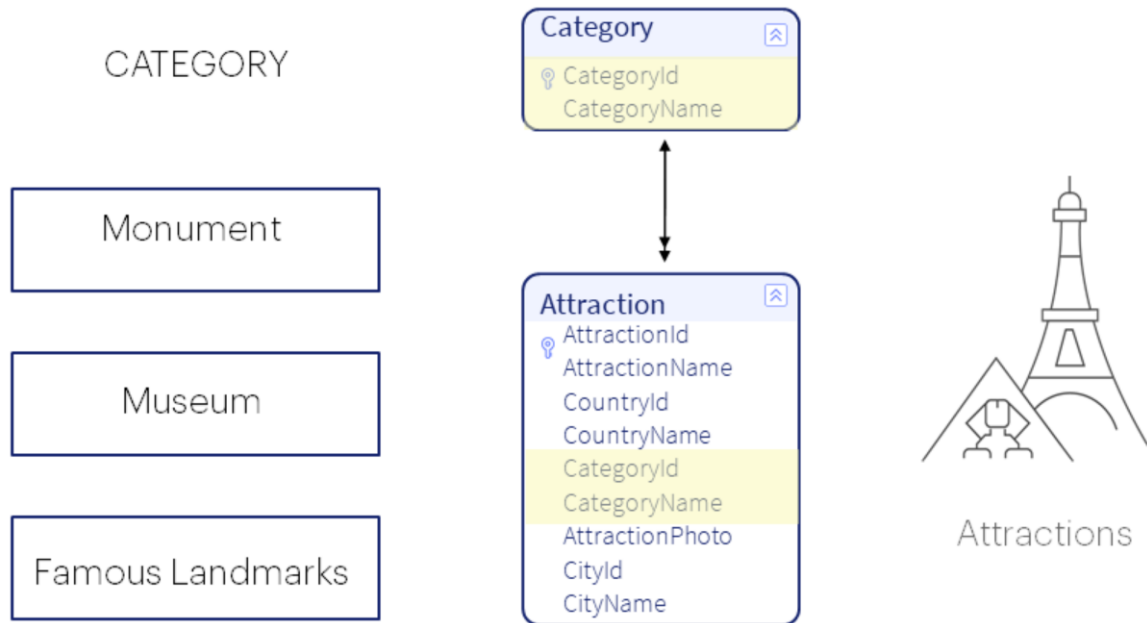 CATEGORY
Monument
Museum
Famous Landmarks
Category
CategoryId
CategoryName
Attraction
AttractionId
AttractionName
CountryId
CountryName
CategoryId
CategoryName
AttractionPhoto
CityId
CityName
Attractions